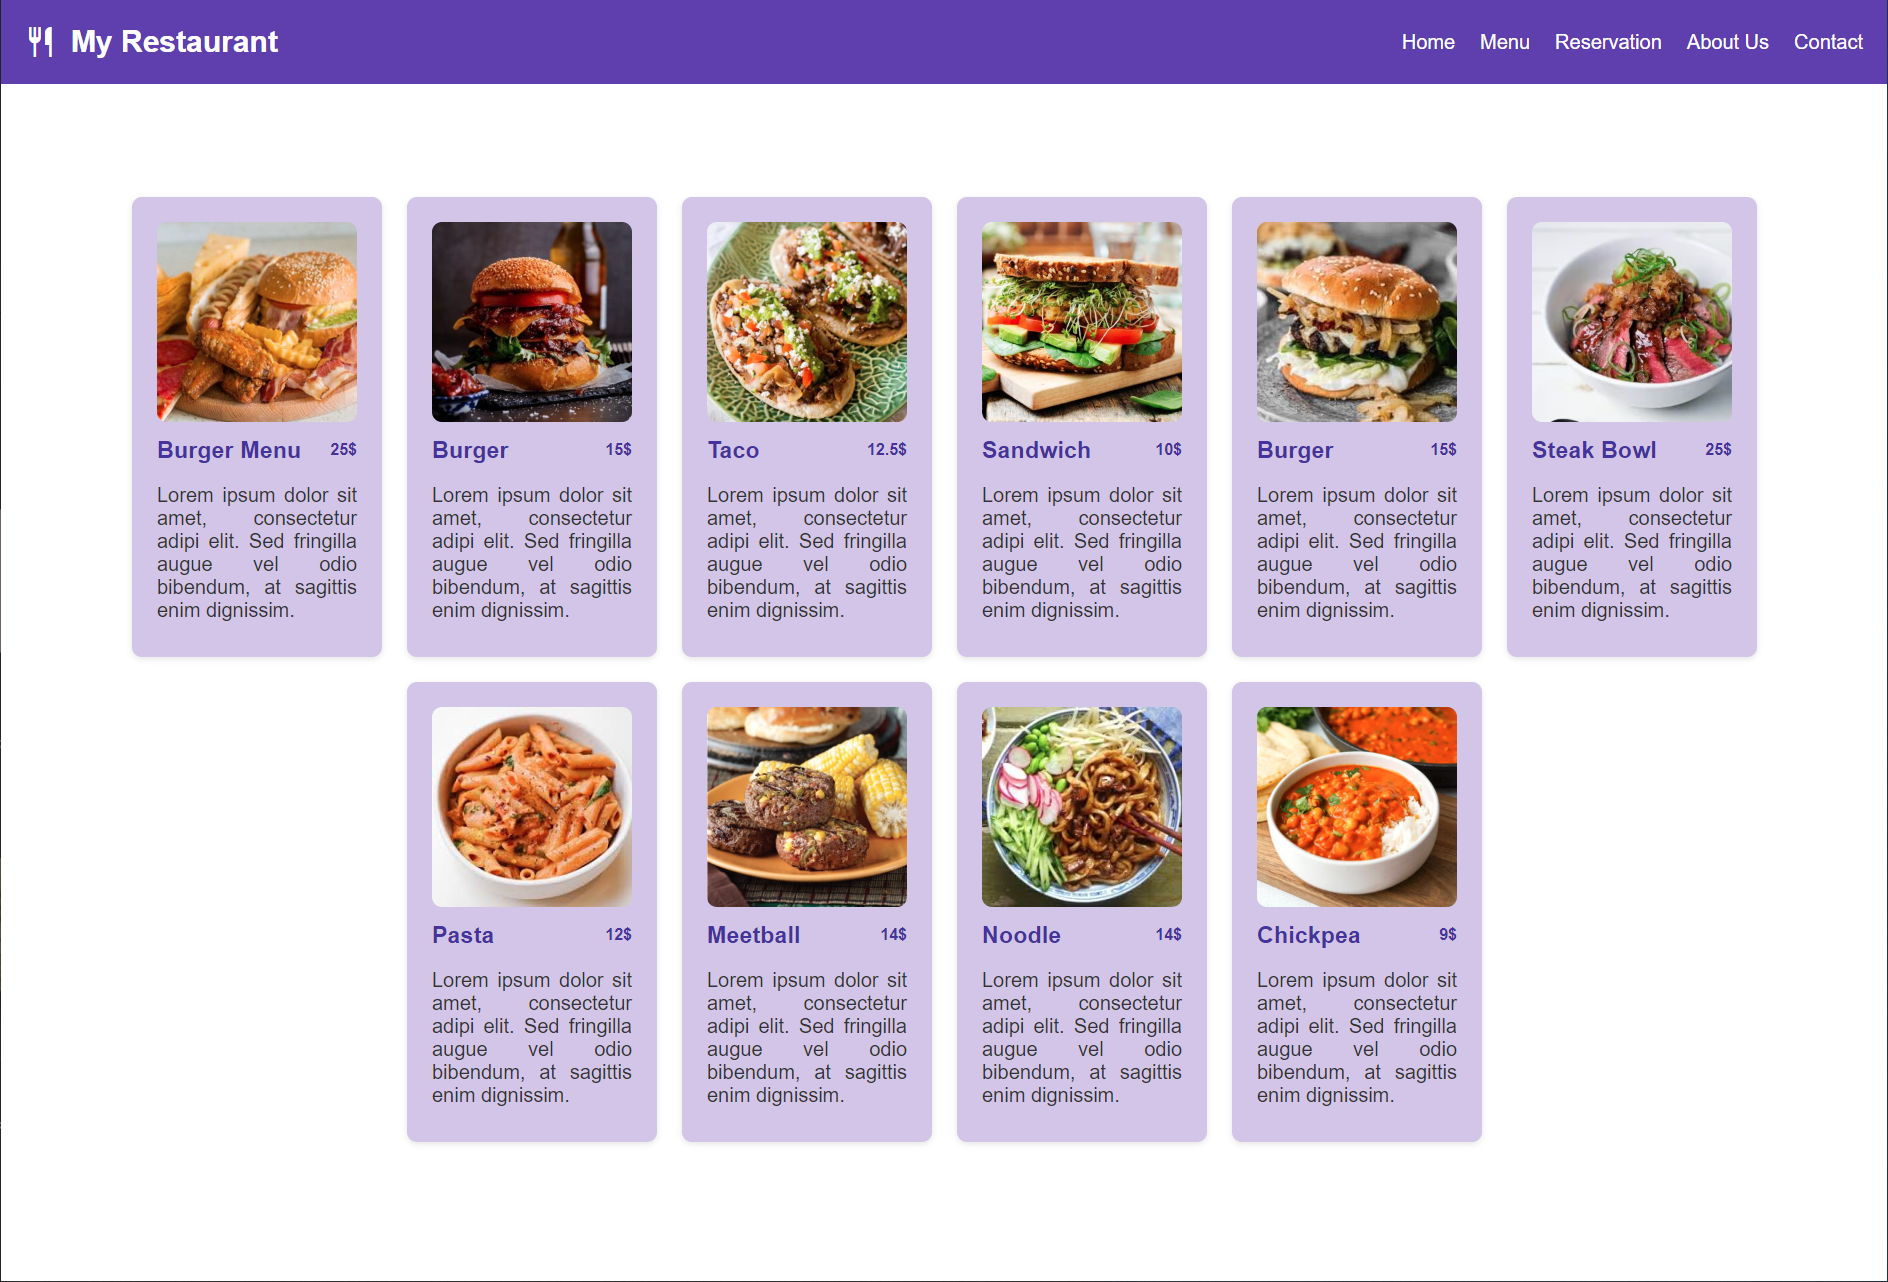 My Restaurant
Home Menu Reservation About Us Contact
Burger Menu 25$
Lorem ipsum dolor sit
amet, consectetur
adipi elit. Sed fringilla
augue vel odio
bibendum, at sagittis
enim dignissim.
Burger 15$
Lorem ipsum dolor sit
amet, consectetur
adipi elit. Sed fringilla
augue vel odio
bibendum, at sagittis
enim dignissim.
Taco 12.5$
Lorem ipsum dolor sit
amet, consectetur
adipi elit. Sed fringilla
augue vel odio
bibendum, at sagittis
enim dignissim.
Sandwich 10$
Lorem ipsum dolor sit
amet, consectetur
adipi elit. Sed fringilla
augue vel odio
bibendum, at sagittis
enim dignissim.
Burger 15$
Lorem ipsum dolor sit
amet, consectetur
adipi elit. Sed fringilla
augue vel odio
bibendum, at sagittis
enim dignissim.
Steak Bowl 25$
Lorem ipsum dolor sit
amet, consectetur
adipi elit. Sed fringilla
augue vel odio
bibendum, at sagittis
enim dignissim.
Pasta 12$
Lorem ipsum dolor sit
amet, consectetur
adipi elit. Sed fringilla
augue vel odio
bibendum, at sagittis
enim dignissim.
Meetball 14$
Lorem ipsum dolor sit
amet, consectetur
adipi elit. Sed fringilla
augue vel odio
bibendum, at sagittis
enim dignissim.
Noodle 14$
Lorem ipsum dolor sit
amet, consectetur
adipi elit. Sed fringilla
augue vel odio
bibendum, at sagittis
enim dignissim.
Chickpea 9$
Lorem ipsum dolor sit
amet, consectetur
adipi elit. Sed fringilla
augue vel odio
bibendum, at sagittis
enim dignissim.